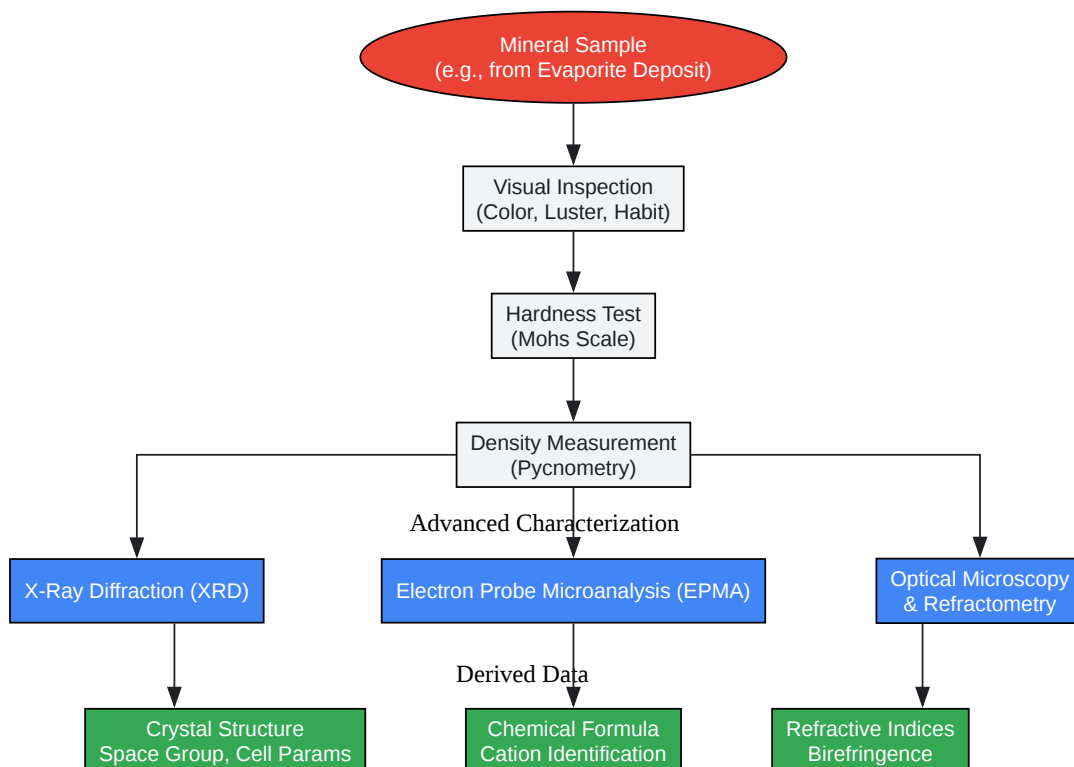 Mineral Sample
(e.g., from Evaporite Deposit)
Visual Inspection
(Color, Luster, Habit)
Hardness Test
(Mohs Scale)
Density Measurement
(Pycnometry)
Advanced Characterization
X-Ray Diffraction (XRD)
Electron Probe Microanalysis (EPMA)
Optical Microscopy
& Refractometry
Derived Data
Crystal Structure
Space Group, Cell Params
Chemical Formula
Cation Identification
Refractive Indices
Birefringence